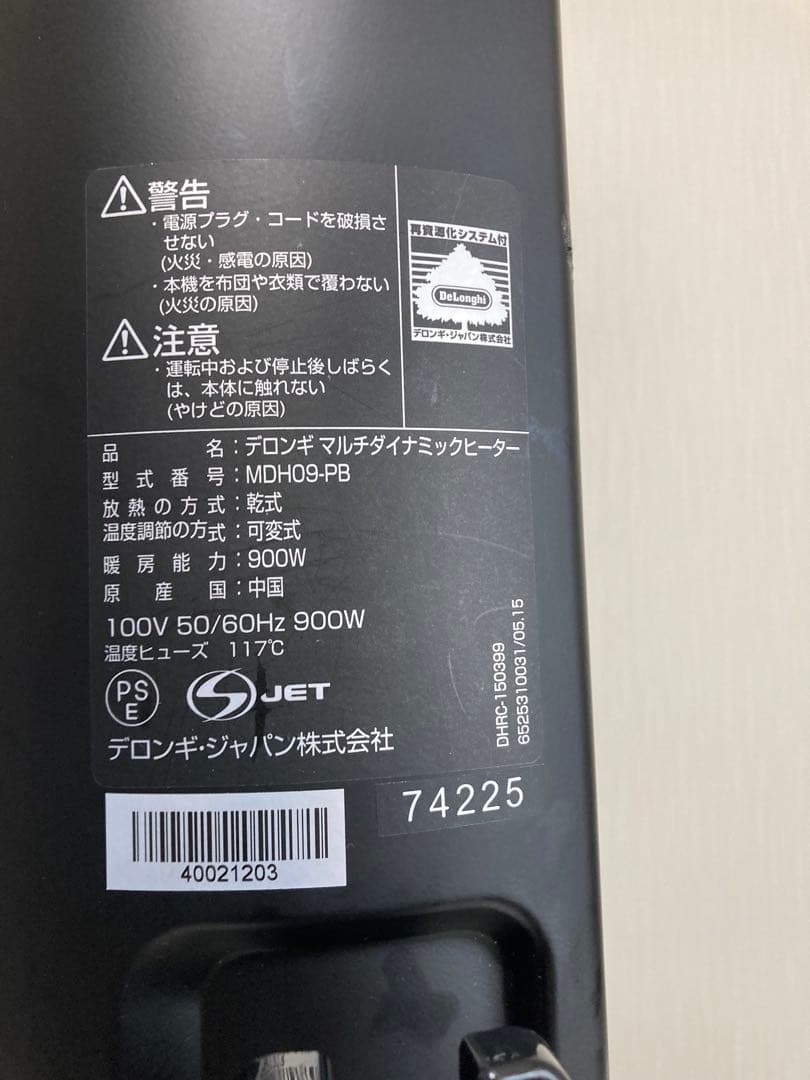 警告
・電源プラグ・コードを破損さ
せない
(火災・感電の原因)
・本機を布団や衣類で覆わない
(火災の原因)
注意
・運転中および停止後しばらく
は、本体に触れない
(やけどの原因)
再資源化システム付
DeLonghi
デロンギ・ジャパン株式会社
品名：デロンギ マルチダイナミックヒーター
型式番号：MDH09-PB
放熱の方式：乾式
温度調節の方式：可変式
暖房能力：900W
原産国：中国
100V 50/60Hz 900W
温度ヒューズ 117℃
PS
E
S JET
デロンギ・ジャパン株式会社
DHRC-150399
6525310031/05.15
40021203
74225